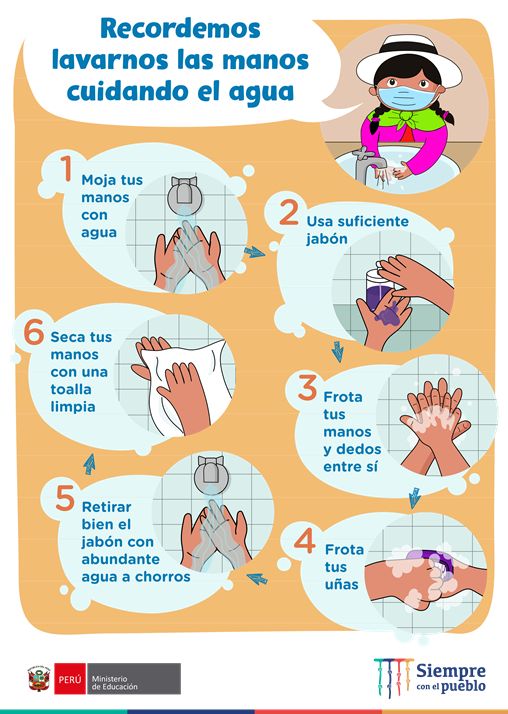 Recordemos
lavarnos las manos
cuidando el agua
1
Moja tus
manos
con
agua
2
Usa suficiente
jabón
3
Frota
tus
manos
y dedos
entre sí
4
Frota
tus
uñas
5
Retirar
bien el
jabón con
abundante
agua a chorros
6
Seca tus
manos
con una
toalla
limpia
PERÚ
Ministerio
de Educación
Siempre
con el pueblo